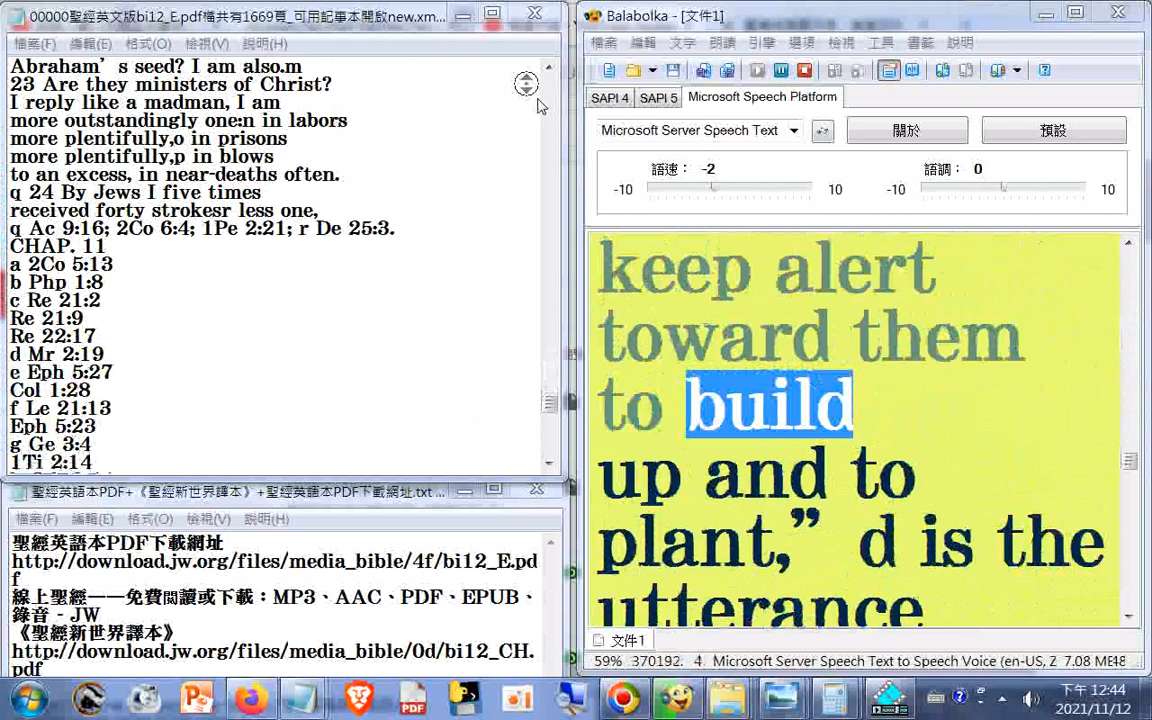 00000聖經英文版bi12_E.pdf檔共有1669頁_可用記事本開啟new.xm...
檔案(F) 編輯(E) 格式(O) 檢視(V) 說明(H)
Abraham’s seed? I am also.m
23 Are they ministers of Christ?
I reply like a madman, I am
more outstandingly one:n in labors
more plentifully,o in prisons
more plentifully,p in blows
to an excess, in near-deaths often.
q 24 By Jews I five times
received forty strokesr less one,
q Ac 9:16; 2Co 6:4; 1Pe 2:21; r De 25:3.
CHAP. 11
a 2Co 5:13
b Php 1:8
c Re 21:2
Re 21:9
Re 22:17
d Mr 2:19
e Eph 5:27
Col 1:28
f Le 21:13
Eph 5:23
g Ge 3:4
1Ti 2:14
聖經英語本PDF+《聖經新世界譯本》+聖經英語本PDF下載網址.txt ...
檔案(F) 編輯(E) 格式(O) 檢視(V) 說明(H)
聖經英語本PDF下載網址
http://download.jw.org/files/media_bible/4f/bi12_E.pd
f
線上聖經——免費閱讀或下載：MP3、AAC、PDF、EPUB、
錄音 - JW
《聖經新世界譯本》
http://download.jw.org/files/media_bible/0d/bi12_CH.
pdf
Balabolka - [文件1]
檔案 編輯 文字 朗讀 引擎 選項 檢視 工具 書籤 說明
SAPI 4 SAPI 5 Microsoft Speech Platform
Microsoft Server Speech Text 關於 預設
語速： -2 語調： 0
-10 10 -10 10
keep alert
toward them
to build
up and to
plant,” d is the
utterance
文件1
59% 370192. 4. Microsoft Server Speech Text to Speech Voice (en-US, Z 7.08 ME48
PDF
下午 12:44
2021/11/12